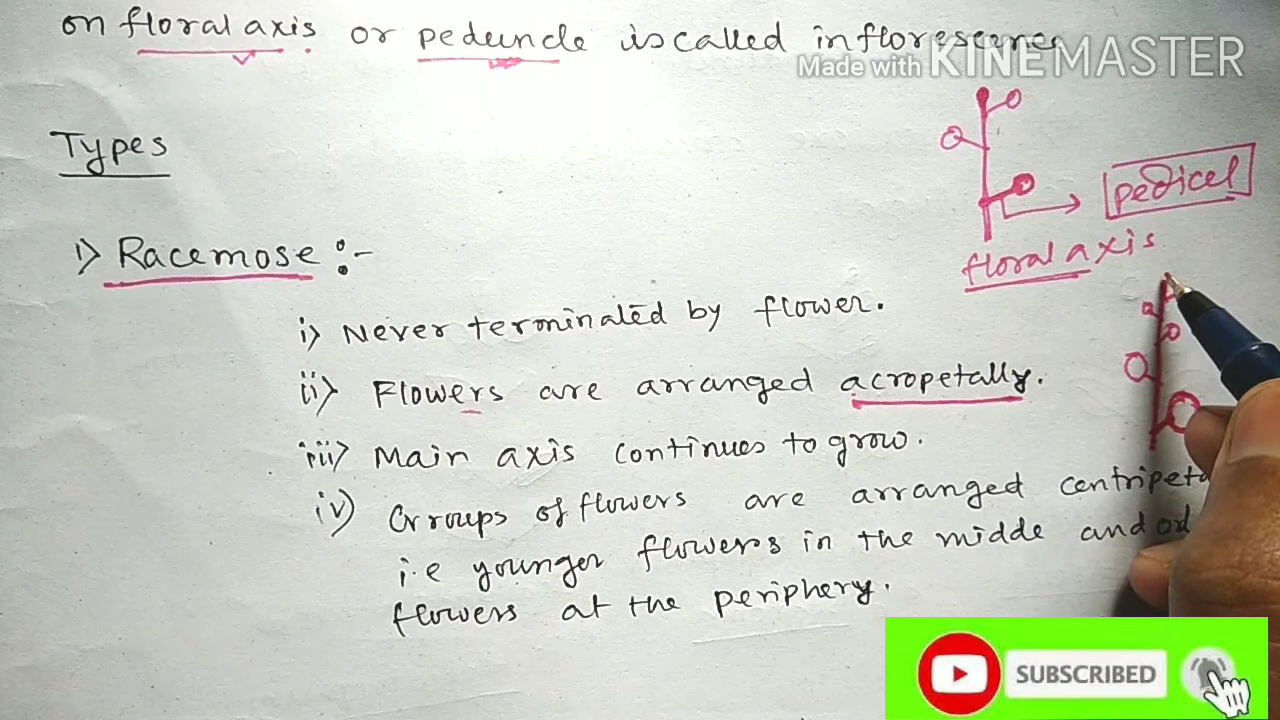 on floral axis or peduncle is called inflorescence
Made with KINEMASTER
Types
pedicel
1) Racemose :-
floral axis
i) Never terminated by flower.
ii) Flowers are arranged acropetally.
iii) Main axis continues to grow.
iv) Groups of flowers are arranged
i.e younger flowers in the midde and
flowers at the periphery.
SUBSCRIBED